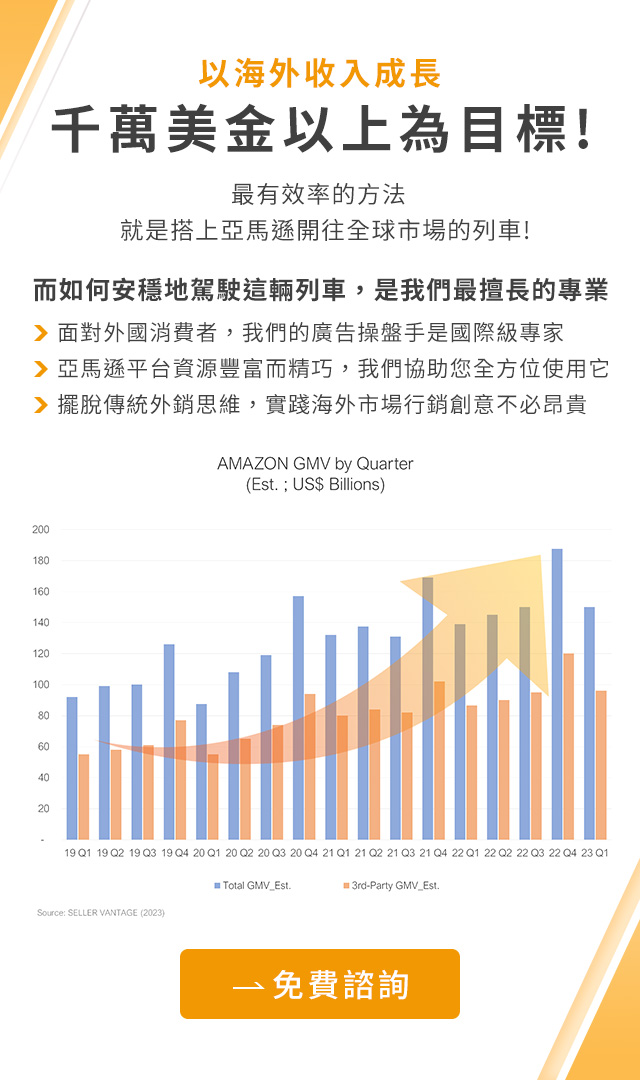 以海外收入成長
千萬美金以上為目標!
最有效率的方法
就是搭上亞馬遜開往全球市場的列車!
而如何安穩地駕駛這輛列車，是我們最擅長的專業
面對外國消費者，我們的廣告操盤手是國際級專家
亞馬遜平台資源豐富而精巧，我們協助您全方位使用它
擺脫傳統外銷思維，實踐海外市場行銷創意不必昂貴
AMAZON GMV by Quarter
(Est. ; US$ Billions)
200
180
160
140
120
100
80
60
40
20
-
19 Q1 19 Q2 19 Q3 19 Q4 20 Q1 20 Q2 20 Q3 20 Q4 21 Q1 21 Q2 21 Q3 21 Q4 22 Q1 22 Q2 22 Q3 22 Q4 23 Q1
Total GMV_Est. 3rd-Party GMV_Est.
Source: SELLER VANTAGE (2023)
免費諮詢